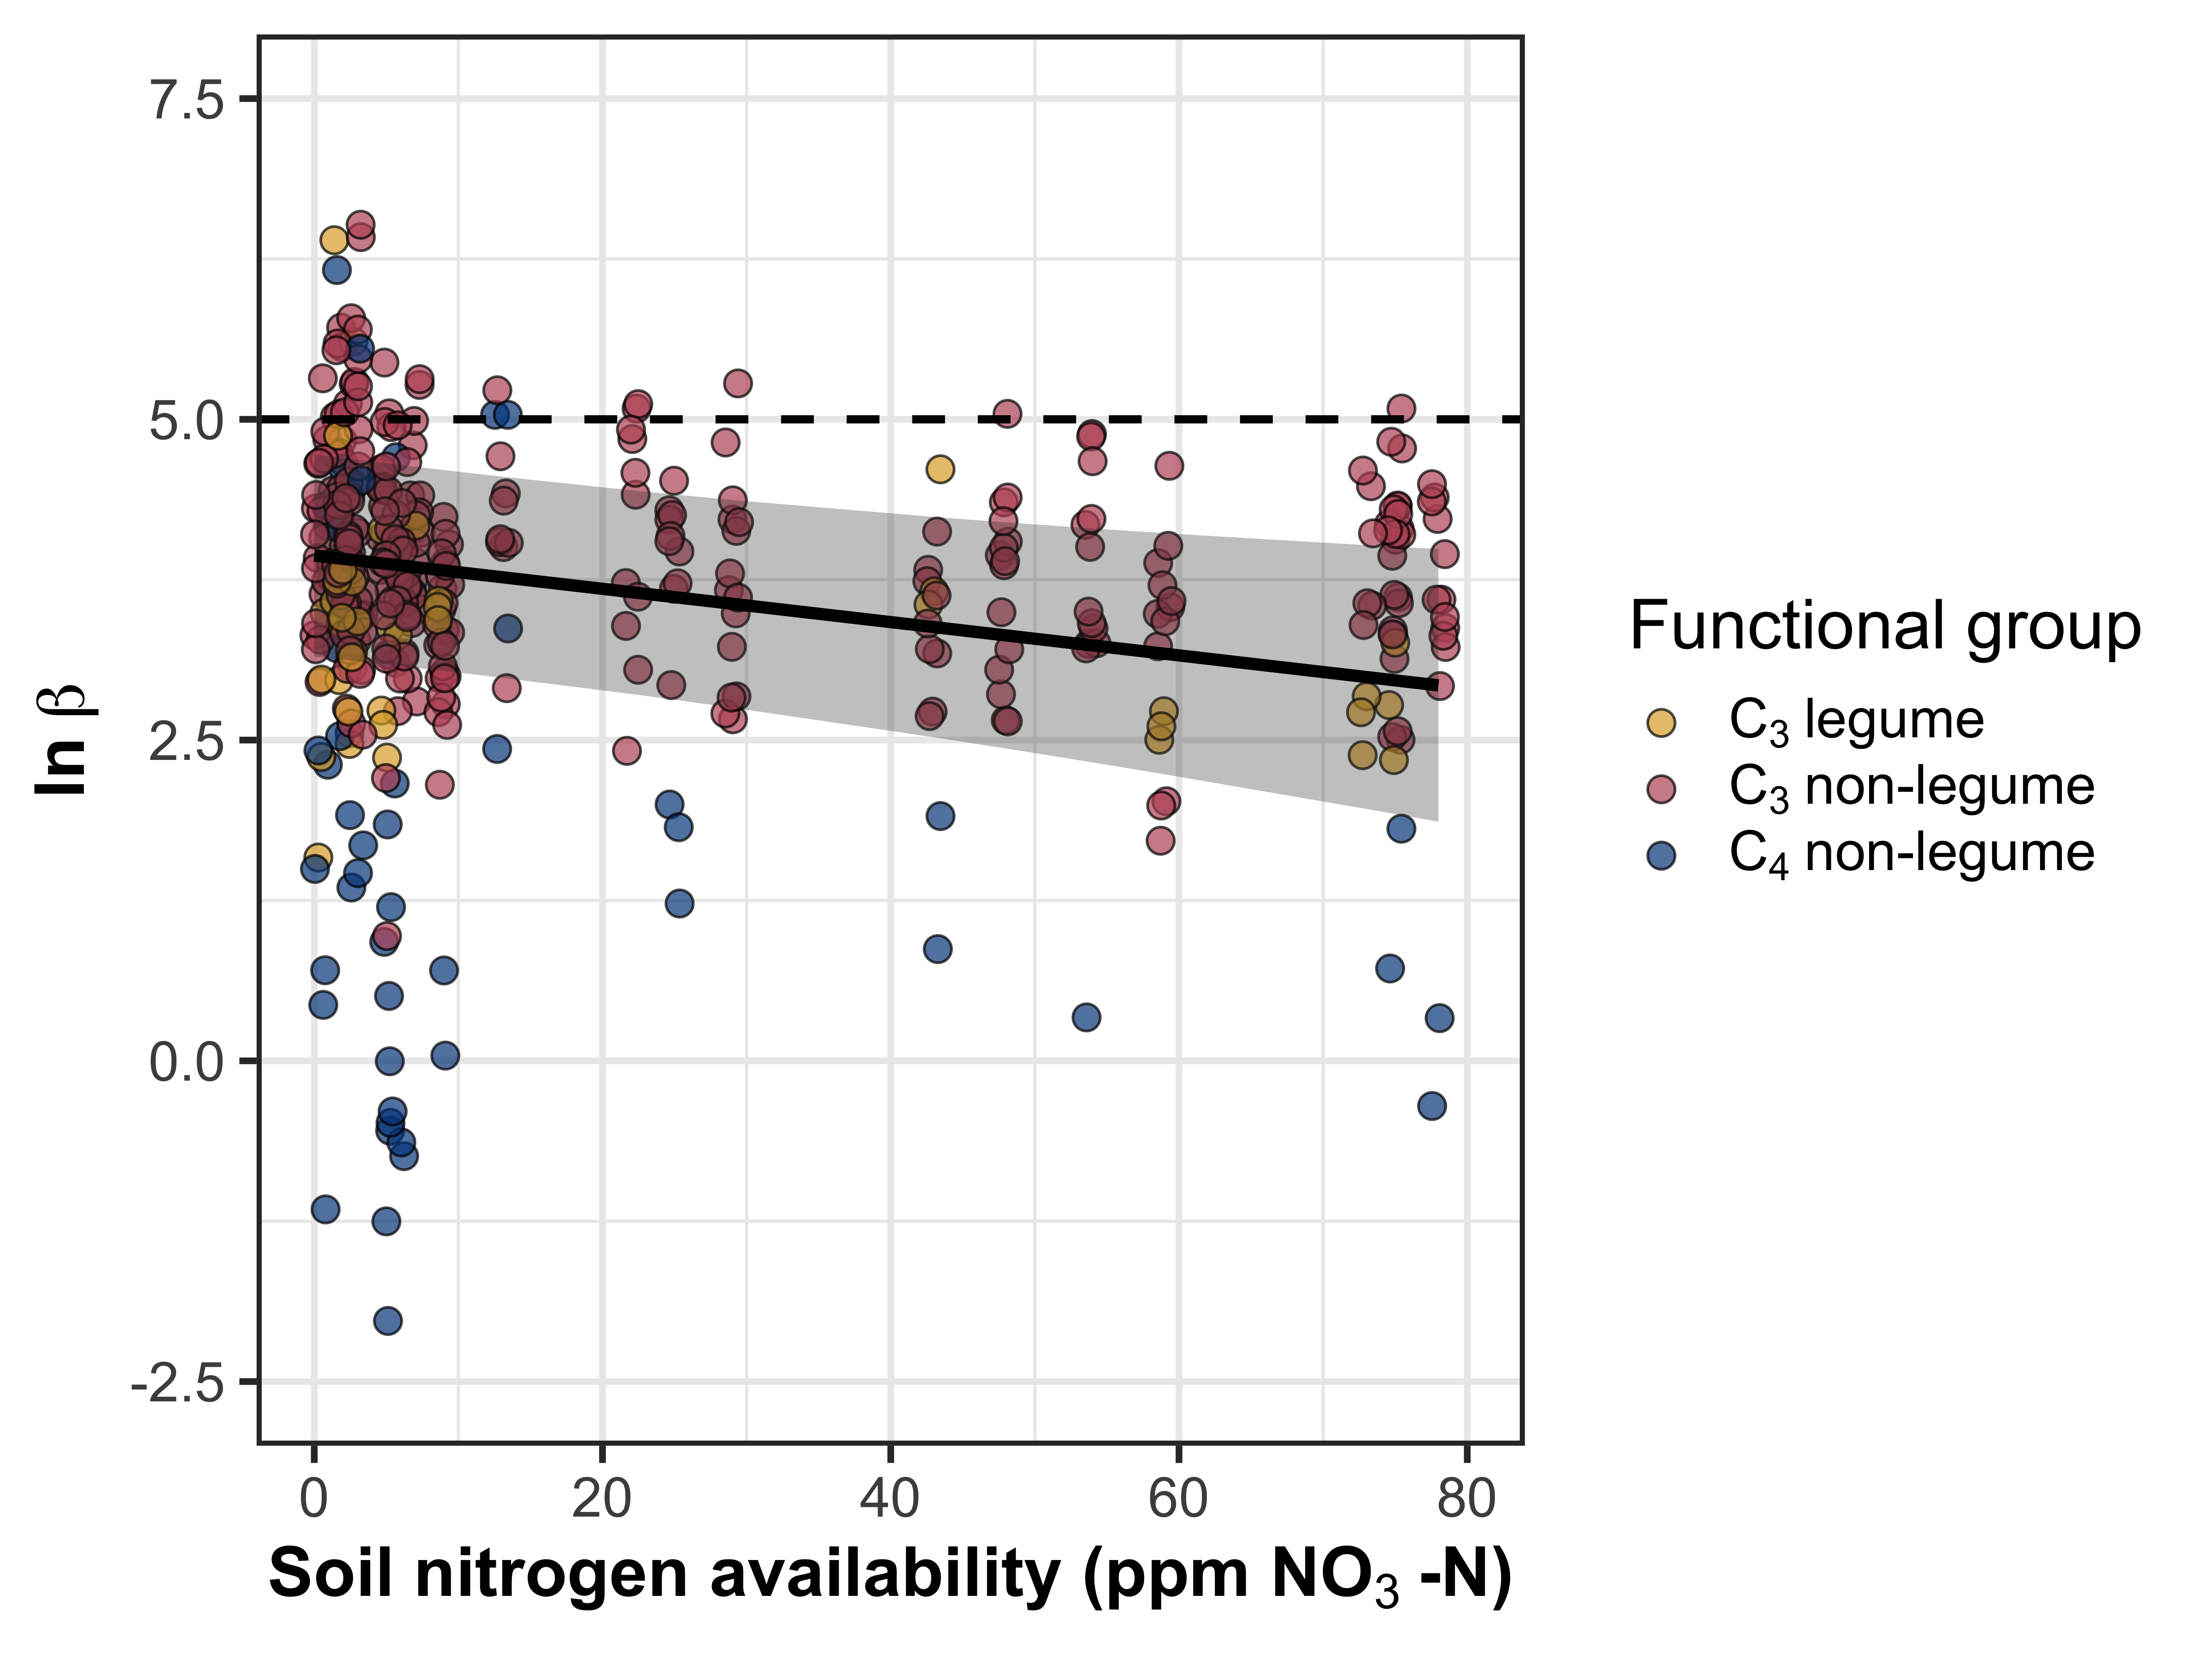 7.5
5.0
2.5
0.0
-2.5
ln β
0 20 40 60 80
Soil nitrogen availability (ppm NO₃ -N)
Functional group
C₃ legume
C₃ non-legume
C₄ non-legume